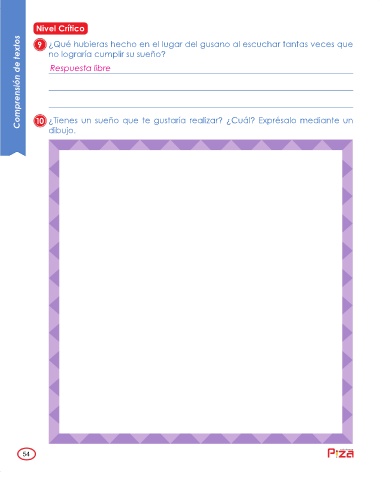 Comprensión de textos
Nivel Crítico
9 ¿Qué hubieras hecho en el lugar del gusano al escuchar tantas veces que
no lograría cumplir su sueño?
Respuesta libre
10 ¿Tienes un sueño que te gustaría realizar? ¿Cuál? Exprésalo mediante un
dibujo.
54
Piza